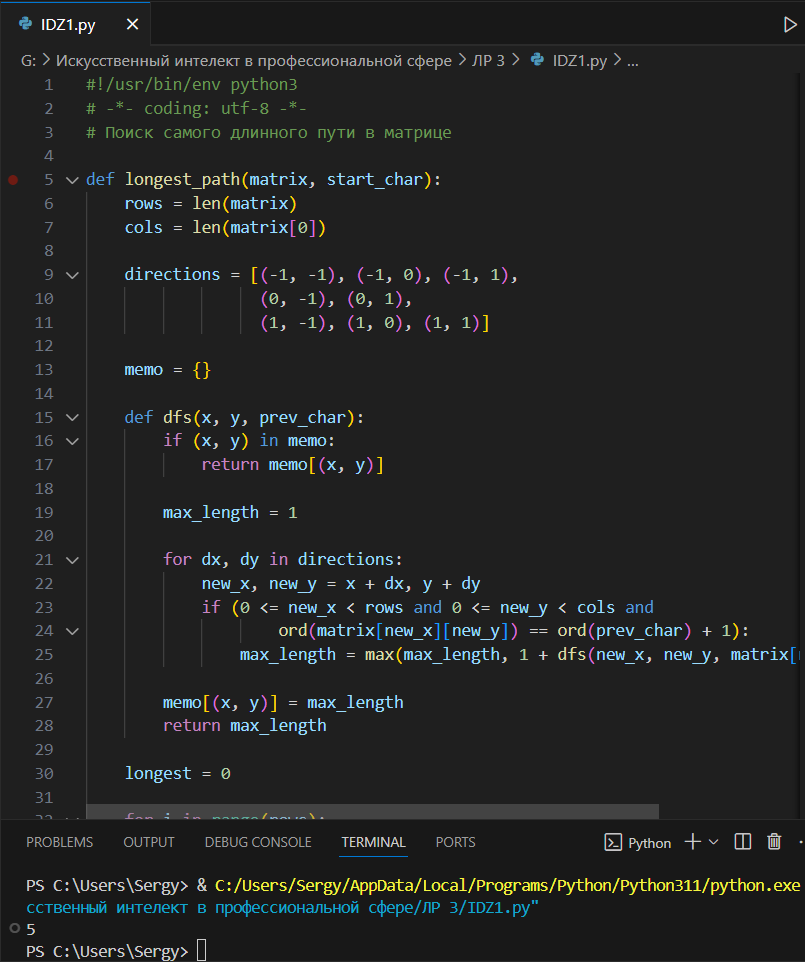 IDZ1.py
G: > Искусственный интелект в профессиональной сфере > ЛР 3 > IDZ1.py > ...
1 #!/usr/bin/env python3
2 # -*- coding: utf-8 -*-
3 # Поиск самого длинного пути в матрице
4
5 def longest_path(matrix, start_char):
6 rows = len(matrix)
7 cols = len(matrix[0])
8
9 directions = [(-1, -1), (-1, 0), (-1, 1),
10 (0, -1), (0, 1),
11 (1, -1), (1, 0), (1, 1)]
12
13 memo = {}
14
15 def dfs(x, y, prev_char):
16 if (x, y) in memo:
17 return memo[(x, y)]
18
19 max_length = 1
20
21 for dx, dy in directions:
22 new_x, new_y = x + dx, y + dy
23 if (0 <= new_x < rows and 0 <= new_y < cols and
24 ord(matrix[new_x][new_y]) == ord(prev_char) + 1):
25 max_length = max(max_length, 1 + dfs(new_x, new_y, matrix[
26
27 memo[(x, y)] = max_length
28 return max_length
29
30 longest = 0
31
32 for i in range(rows):
PROBLEMS OUTPUT DEBUG CONSOLE TERMINAL PORTS Python
PS C:\Users\Sergy> & C:/Users/Sergy/AppData/Local/Programs/Python/Python311/python.exe
сственный интелект в профессиональной сфере/ЛР 3/IDZ1.py"
5
PS C:\Users\Sergy>